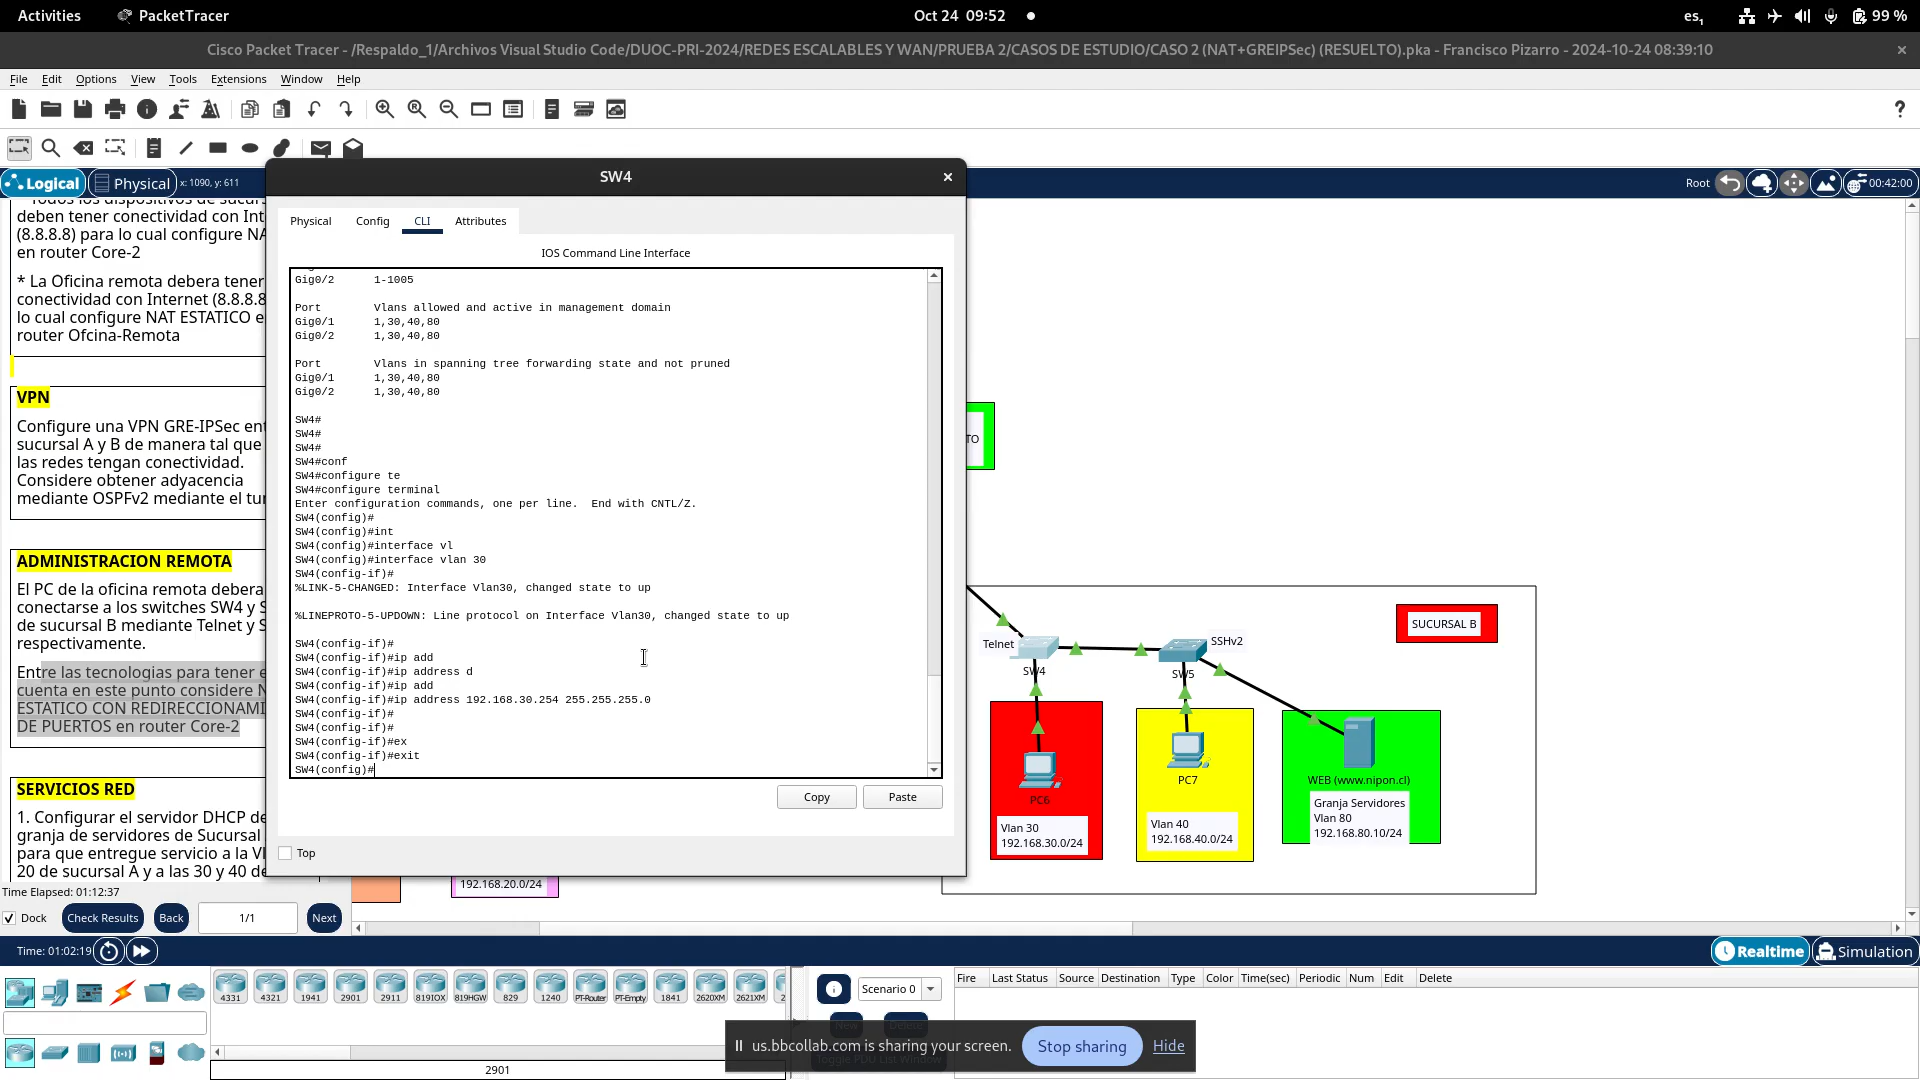 Activities
PacketTracer
Oct 24 09:52
es1
99 %
Cisco Packet Tracer - /Respaldo_1/Archivos Visual Studio Code/DUOC-PRI-2024/REDES ESCALABLES Y WAN/PRUEBA 2/CASOS DE ESTUDIO/CASO 2 (NAT+GREIPSec) (RESUELTO).pka - Francisco Pizarro - 2024-10-24 08:39:10
File Edit Options View Tools Extensions Window Help
Logical
Physical
x: 1090, y: 611
Root
00:42:00
deben tener conectividad con Int
(8.8.8.8) para lo cual configure NA
en router Core-2
* La Oficina remota debera tener
conectividad con Internet (8.8.8.8
lo cual configure NAT ESTATICO e
router Ofcina-Remota
VPN
Configure una VPN GRE-IPSec ent
sucursal A y B de manera tal que
las redes tengan conectividad.
Considere obtener adyacencia
mediante OSPFv2 mediante el tur
ADMINISTRACION REMOTA
El PC de la oficina remota debera
conectarse a los switches SW4 y S
de sucursal B mediante Telnet y S
respectivamente.
Entre las tecnologias para tener e
cuenta en este punto considere N
ESTATICO CON REDIRECCIONAMI
DE PUERTOS en router Core-2
SERVICIOS RED
1. Configurar el servidor DHCP de
granja de servidores de Sucursal
para que entregue servicio a la VI
20 de sucursal A y a las 30 y 40 de
Time Elapsed: 01:12:37
Dock
Check Results
Back
1/1
Next
SW4
Physical
Config
CLI
Attributes
IOS Command Line Interface
Gig0/2 1-1005
Port Vlans allowed and active in management domain
Gig0/1 1,30,40,80
Gig0/2 1,30,40,80
Port Vlans in spanning tree forwarding state and not pruned
Gig0/1 1,30,40,80
Gig0/2 1,30,40,80
SW4#
SW4#
SW4#
SW4#conf
SW4#configure te
SW4#configure terminal
Enter configuration commands, one per line. End with CNTL/Z.
SW4(config)#
SW4(config)#int
SW4(config)#interface vl
SW4(config)#interface vlan 30
SW4(config-if)#
%LINK-5-CHANGED: Interface Vlan30, changed state to up
%LINEPROTO-5-UPDOWN: Line protocol on Interface Vlan30, changed state to up
SW4(config-if)#
SW4(config-if)#ip add
SW4(config-if)#ip address d
SW4(config-if)#ip add
SW4(config-if)#ip address 192.168.30.254 255.255.255.0
SW4(config-if)#
SW4(config-if)#
SW4(config-if)#ex
SW4(config-if)#exit
SW4(config)#
Copy
Paste
Top
TO
SUCURSAL B
Telnet
SW4
SSHv2
SW5
PC6
Vlan 30
192.168.30.0/24
PC7
Vlan 40
192.168.40.0/24
WEB (www.nipon.cl)
Granja Servidores
Vlan 80
192.168.80.10/24
192.168.20.0/24
Time: 01:02:19
Realtime
Simulation
4331 4321 1941 2901 2911 819IOX 819HGW 829 1240 PT-Router PT-Empty 1841 2620XM 2621XM
2901
Scenario 0
New
Fire Last Status Source Destination Type Color Time(sec) Periodic Num Edit Delete
us.bbcollab.com is sharing your screen.
Stop sharing
Hide